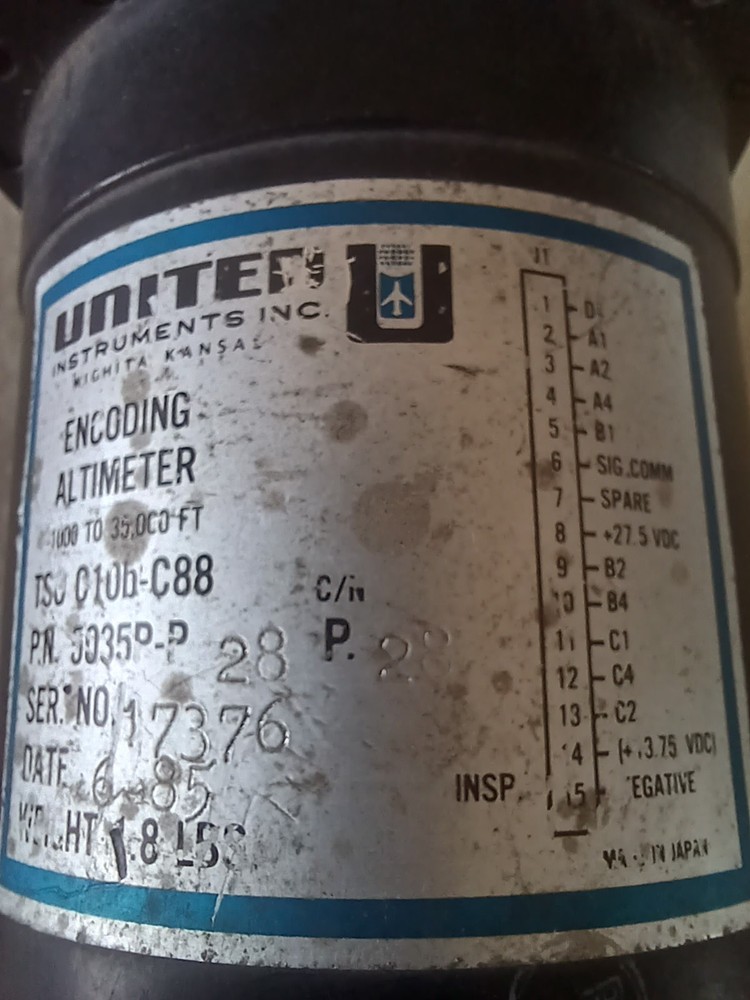 UNITED
INSTRUMENTS INC.
WICHITA KANSAS
ENCODING
ALTIMETER
1000 TO 35,000 FT
TSO C10b-C88
C/N
P.N. 5035P-P 28 P. 28
SER. NO. 17376
DATE 6-85
WEIGHT 1.8 LBS
INSP.
J1
1 D4
2 A1
3 A2
4 A4
5 B1
6 SIG.COMM
7 SPARE
8 +27.5 VDC
9 B2
10 B4
11 C1
12 C4
13 C2
14 (+13.75 VDC)
15 NEGATIVE
MADE IN JAPAN